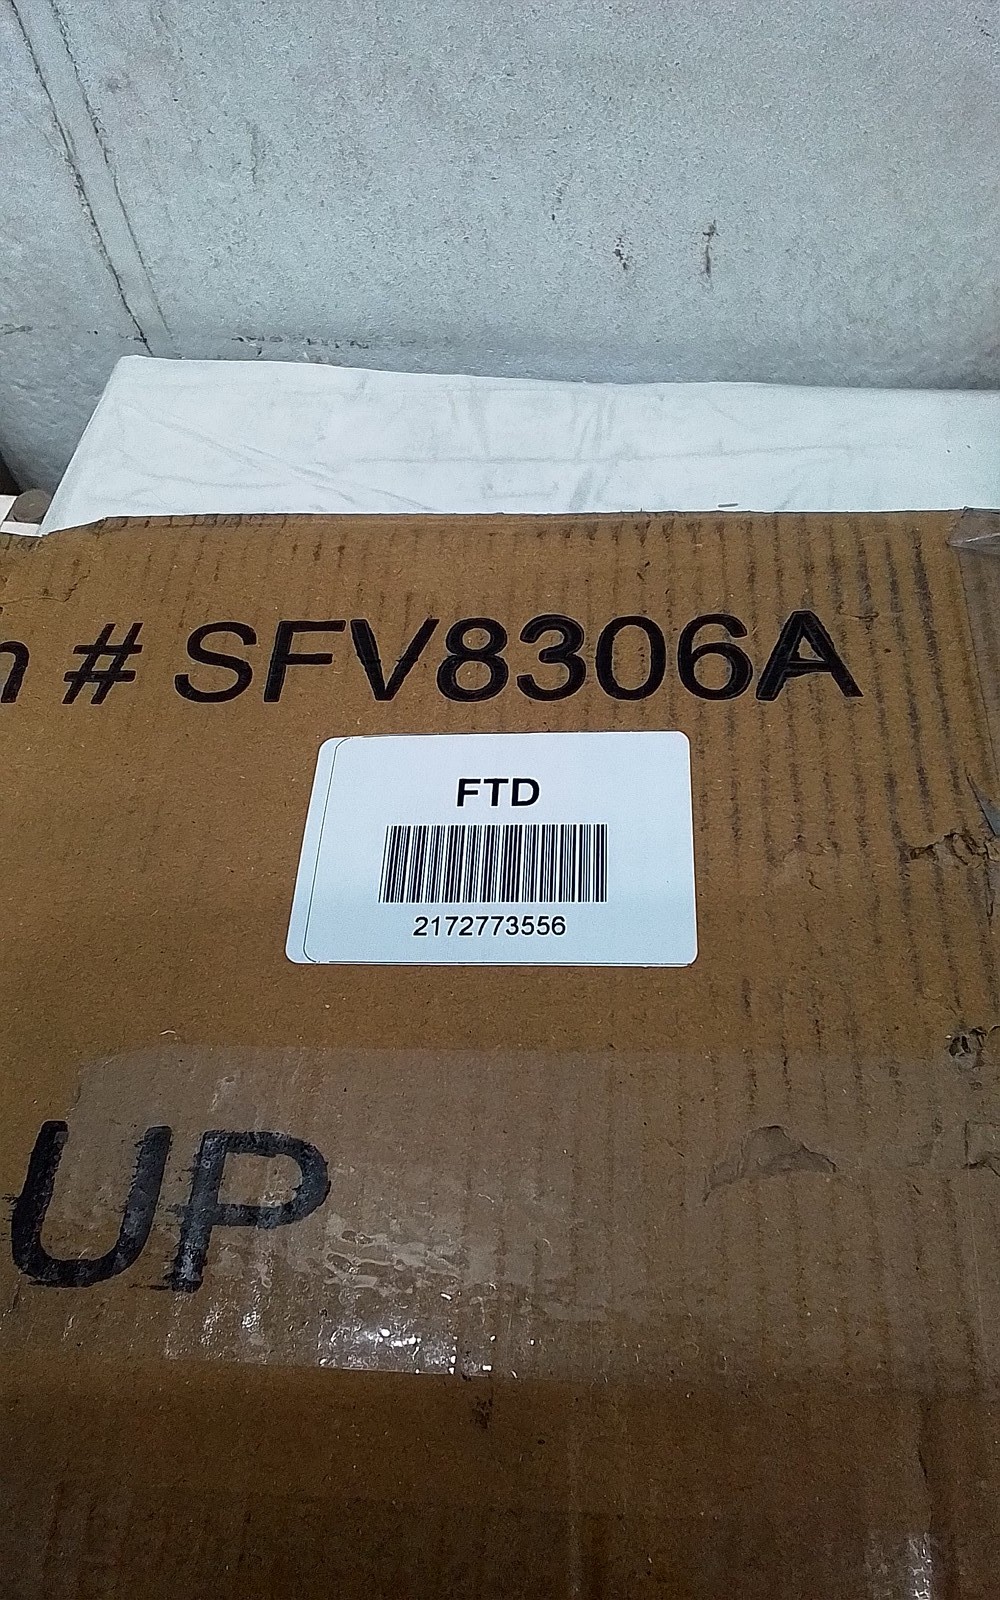 # SFV8306A
FTD
2172773556
UP